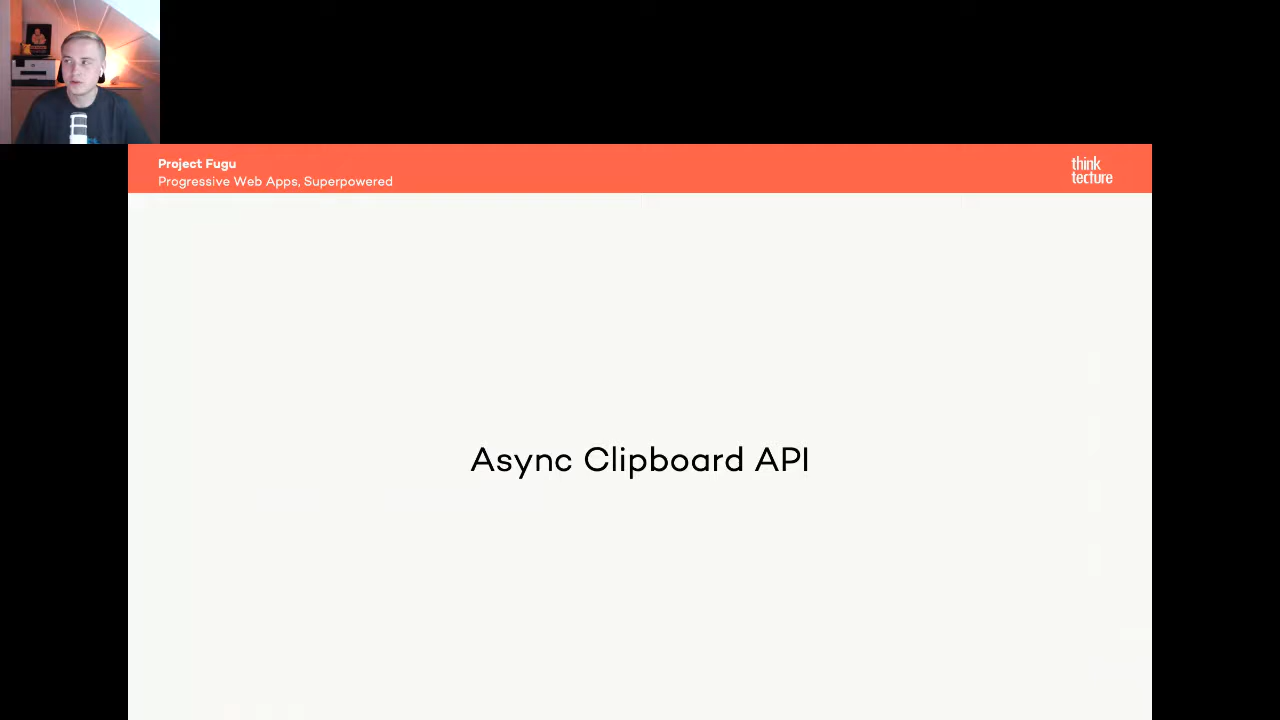 Project Fugu
Progressive Web Apps, Superpowered
think
tecture
Async Clipboard API